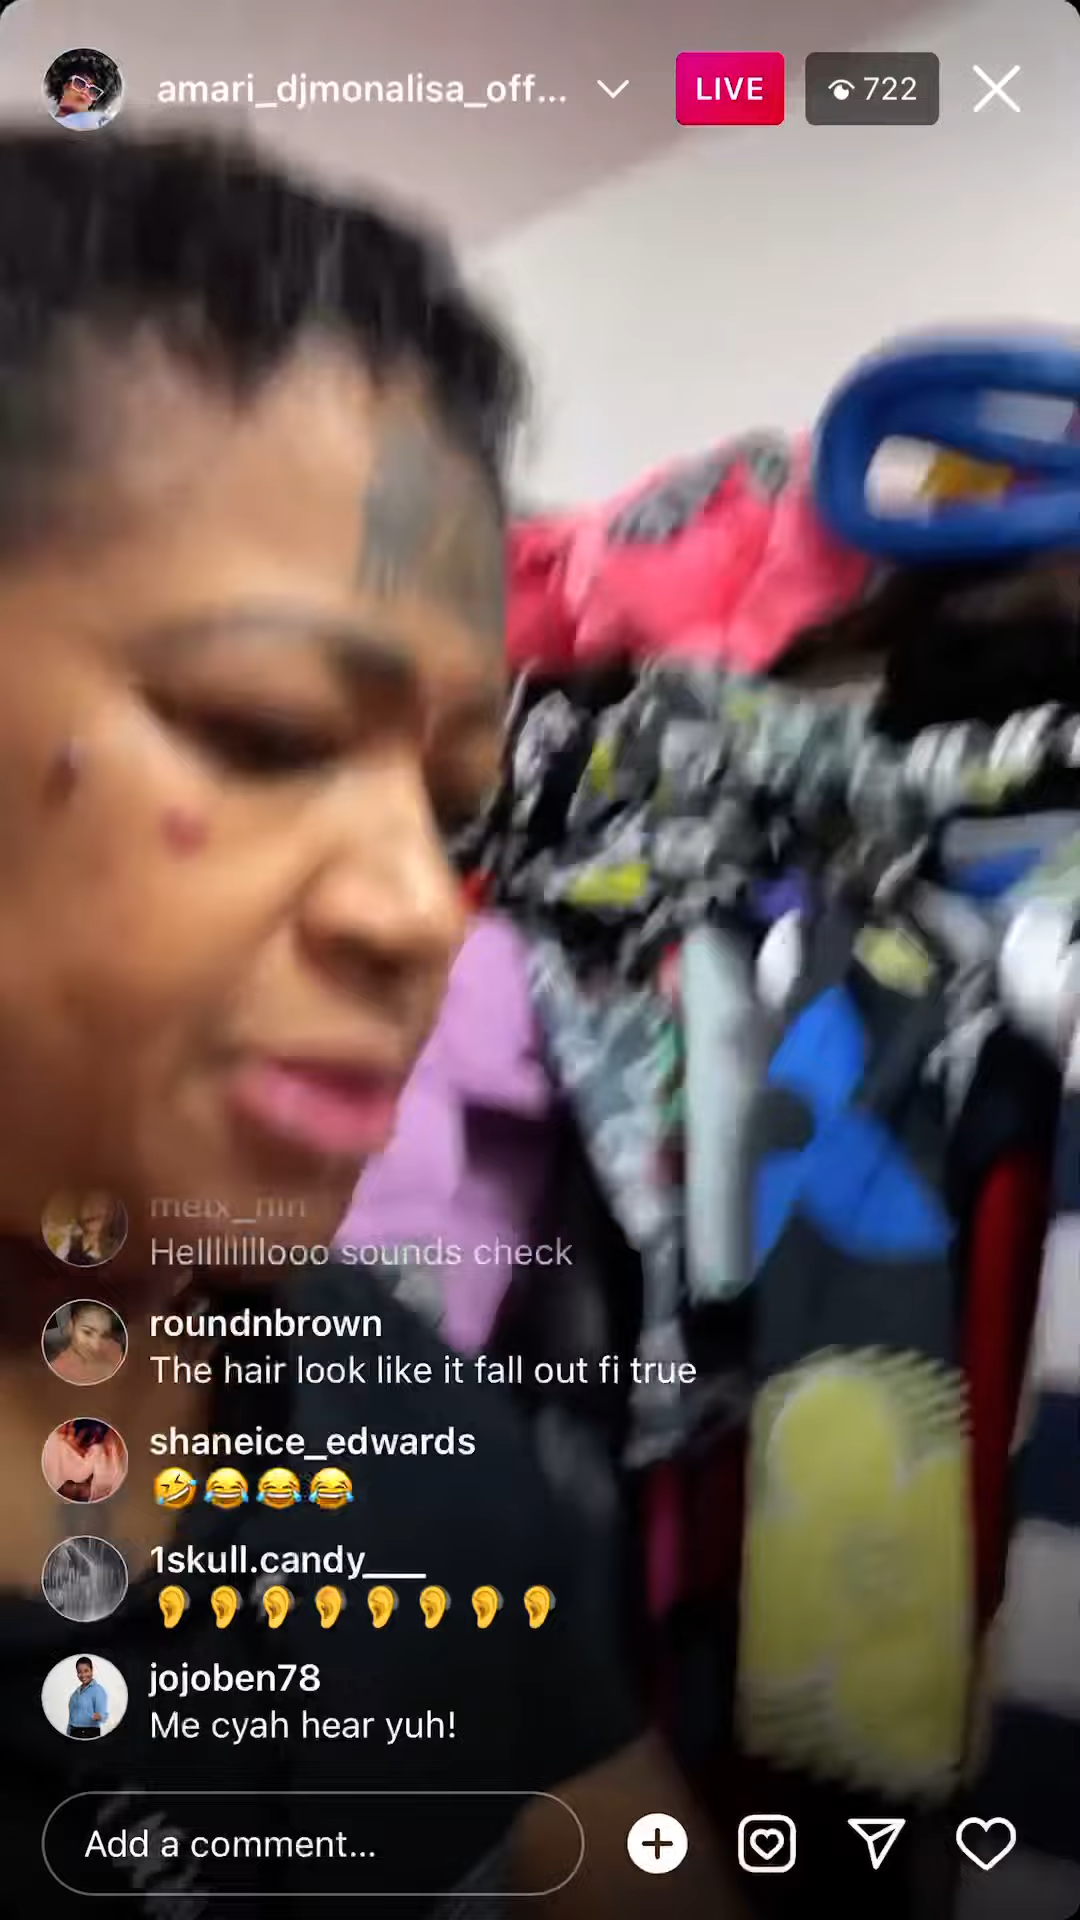 amari_djmonalisa_off...
LIVE
722
meix_nin
Hellllllllooo sounds check
roundnbrown
The hair look like it fall out fi true
shaneice_edwards
🤣😂😂😂
1skull.candy___
👂👂👂👂👂👂👂👂
jojoben78
Me cyah hear yuh!
Add a comment...